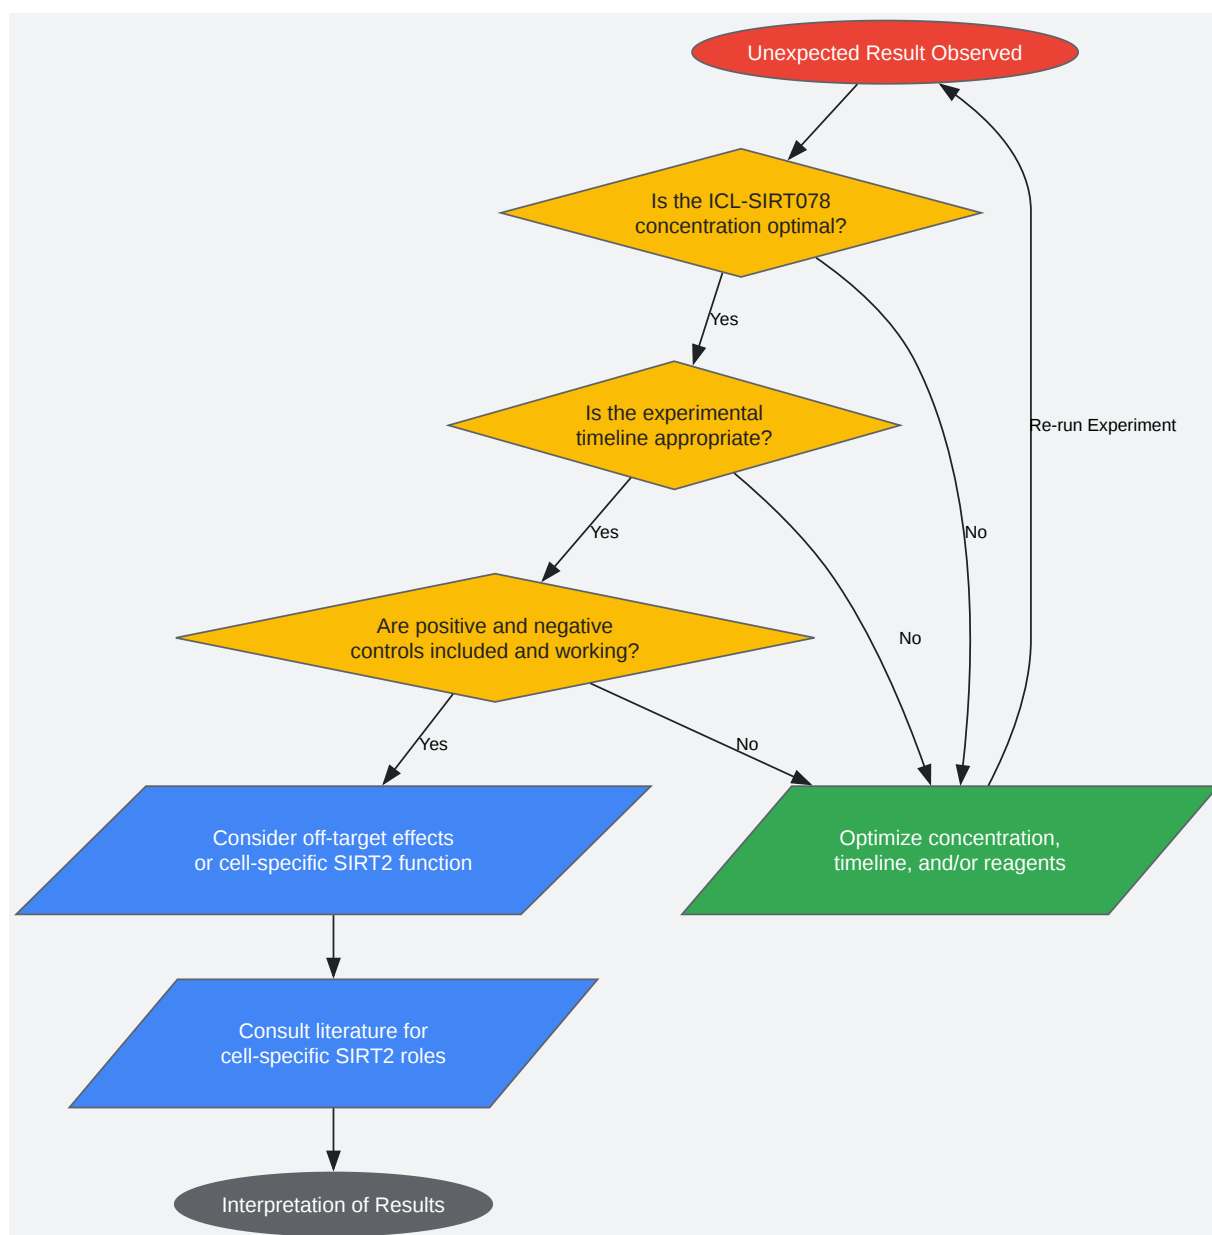 Unexpected Result Observed
Is the ICL-SIRT078
concentration optimal?
Yes
Is the experimental
timeline appropriate?
Re-run Experiment
Yes
No
Are positive and negative
controls included and working?
No
Yes
No
Consider off-target effects
or cell-specific SIRT2 function
Optimize concentration,
timeline, and/or reagents
Consult literature for
cell-specific SIRT2 roles
Interpretation of Results